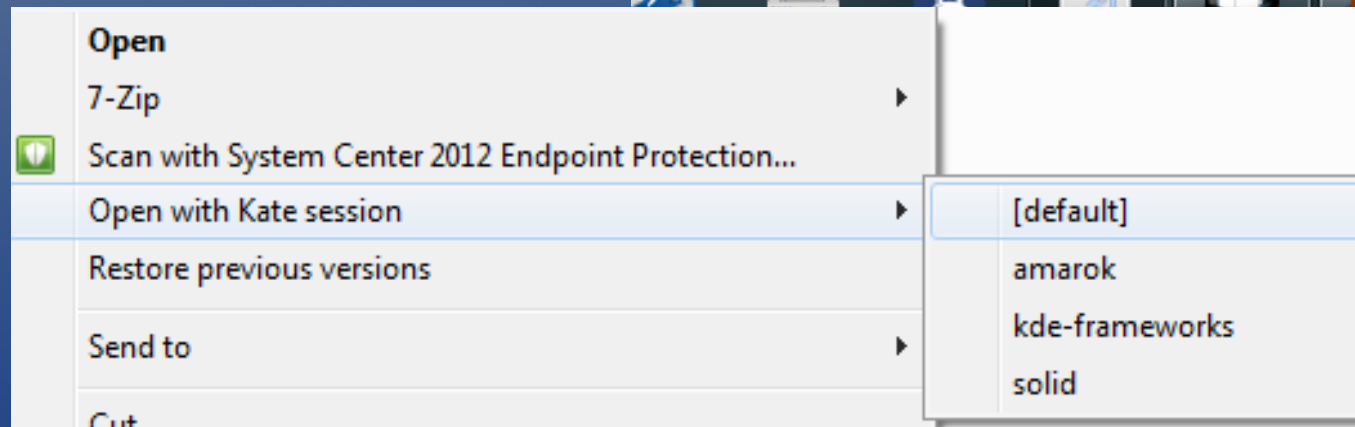 Open
7-Zip
Scan with System Center 2012 Endpoint Protection...
Open with Kate session
Restore previous versions
Send to
Cut
[default]
amarok
kde-frameworks
solid